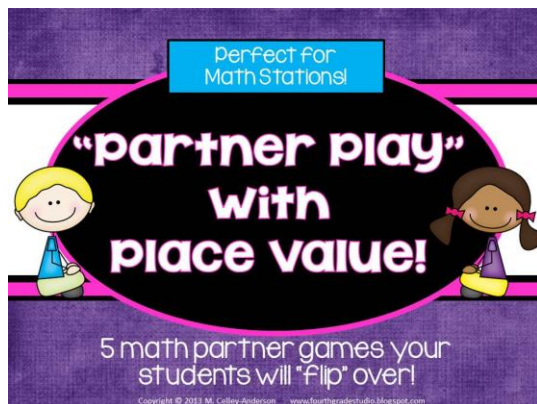 Perfect for
Math Stations!
"Partner Play"
with
Place Value!
5 math partner games your
students will "flip" over!
Copyright © 2013 M. Celley-Anderson www.fourthgradestudio.blogspot.com